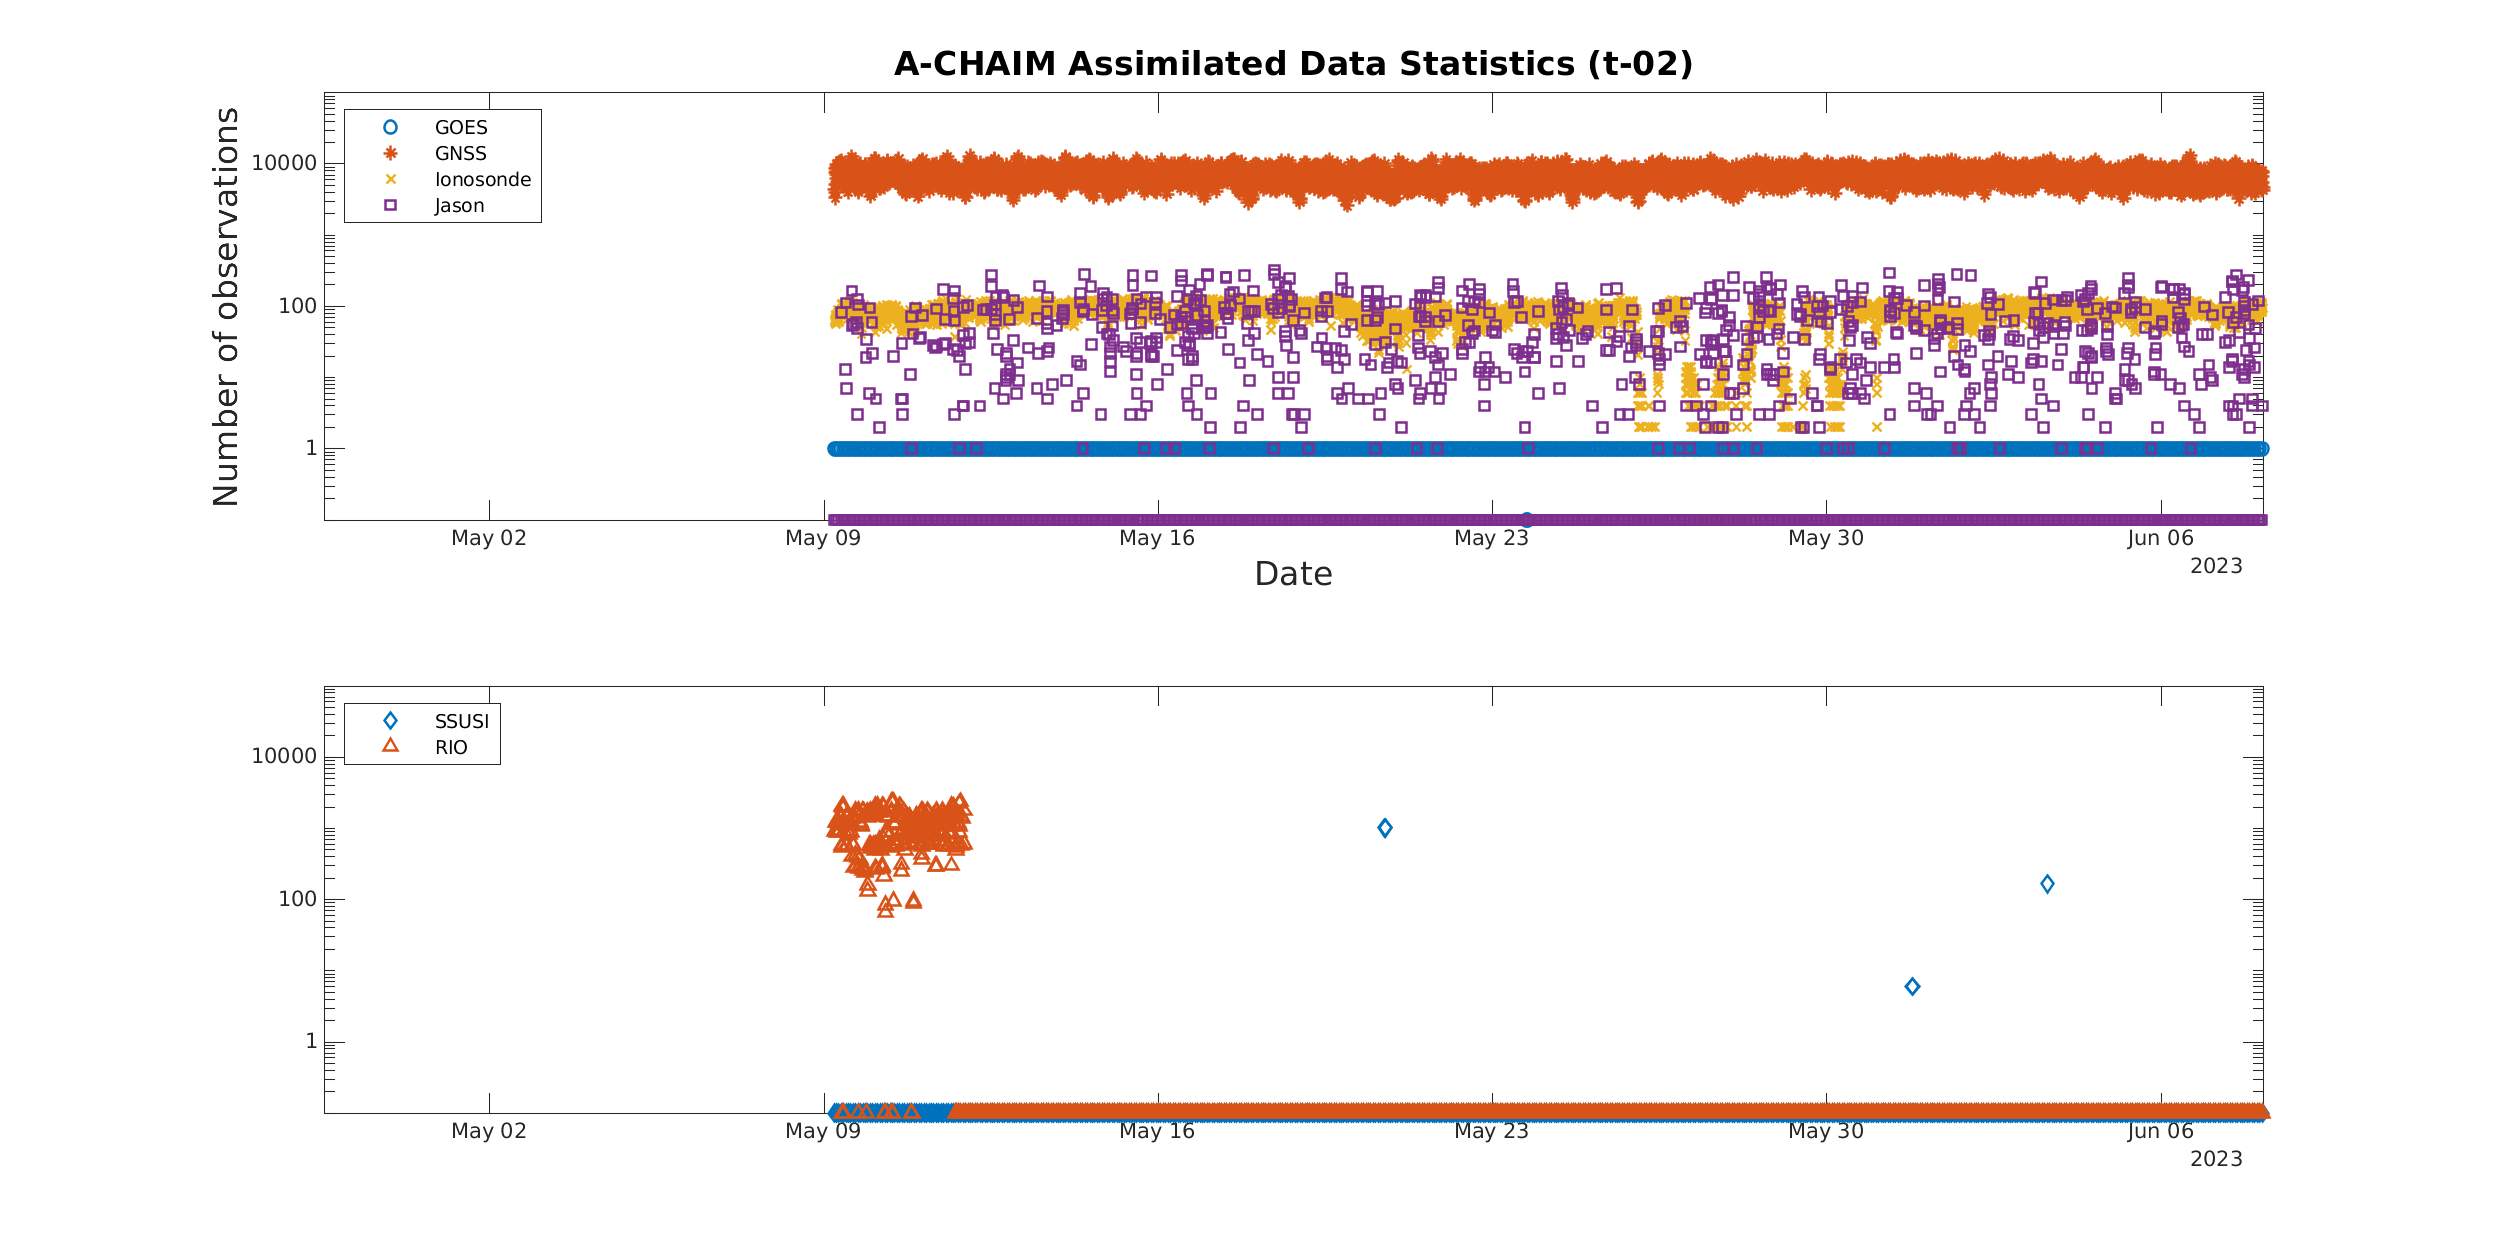 A-CHAIM Assimilated Data Statistics (t-02)
Number of observations
GOES
GNSS
Ionosonde
Jason
10000
100
1
May 02 May 09 May 16 May 23 May 30 Jun 06
2023
Date
SSUSI
RIO
10000
100
1
May 02 May 09 May 16 May 23 May 30 Jun 06
2023